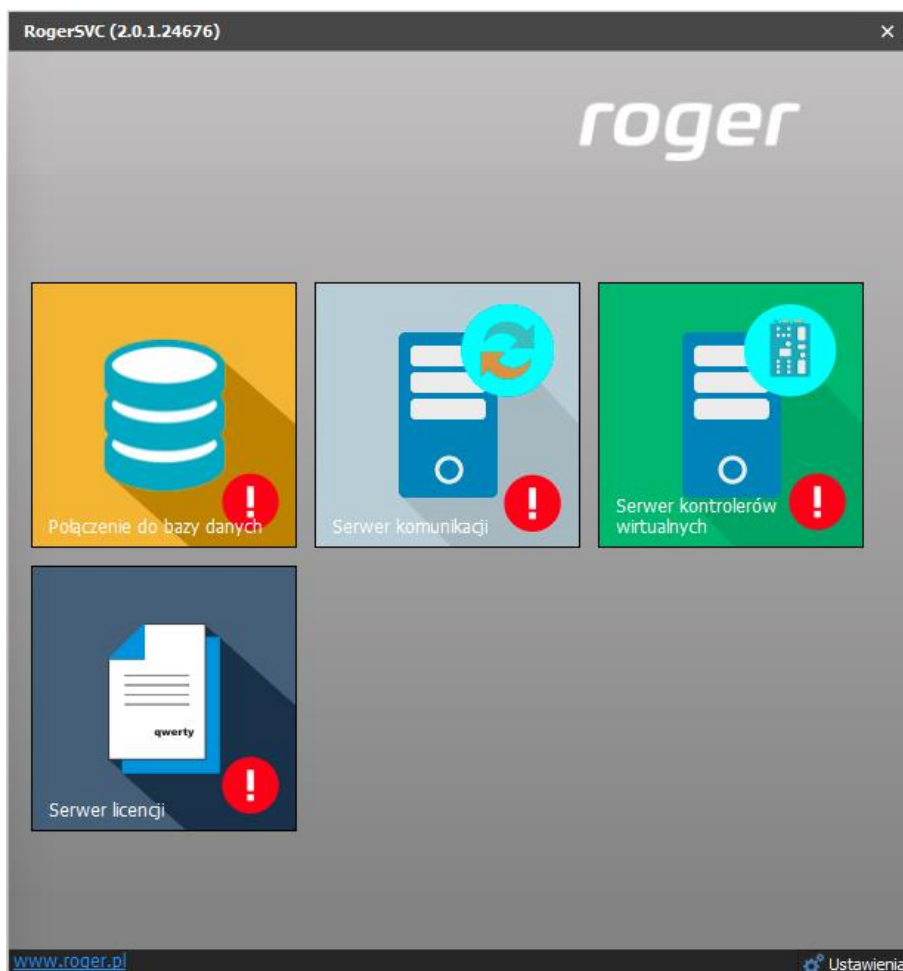 RogerSVC (2.0.1.24676)
roger
Połączenie do bazy danych
Serwer komunikacji
Serwer kontrolerów
wirtualnych
qwerty
Serwer licencji
www.roger.pl
Ustawienia